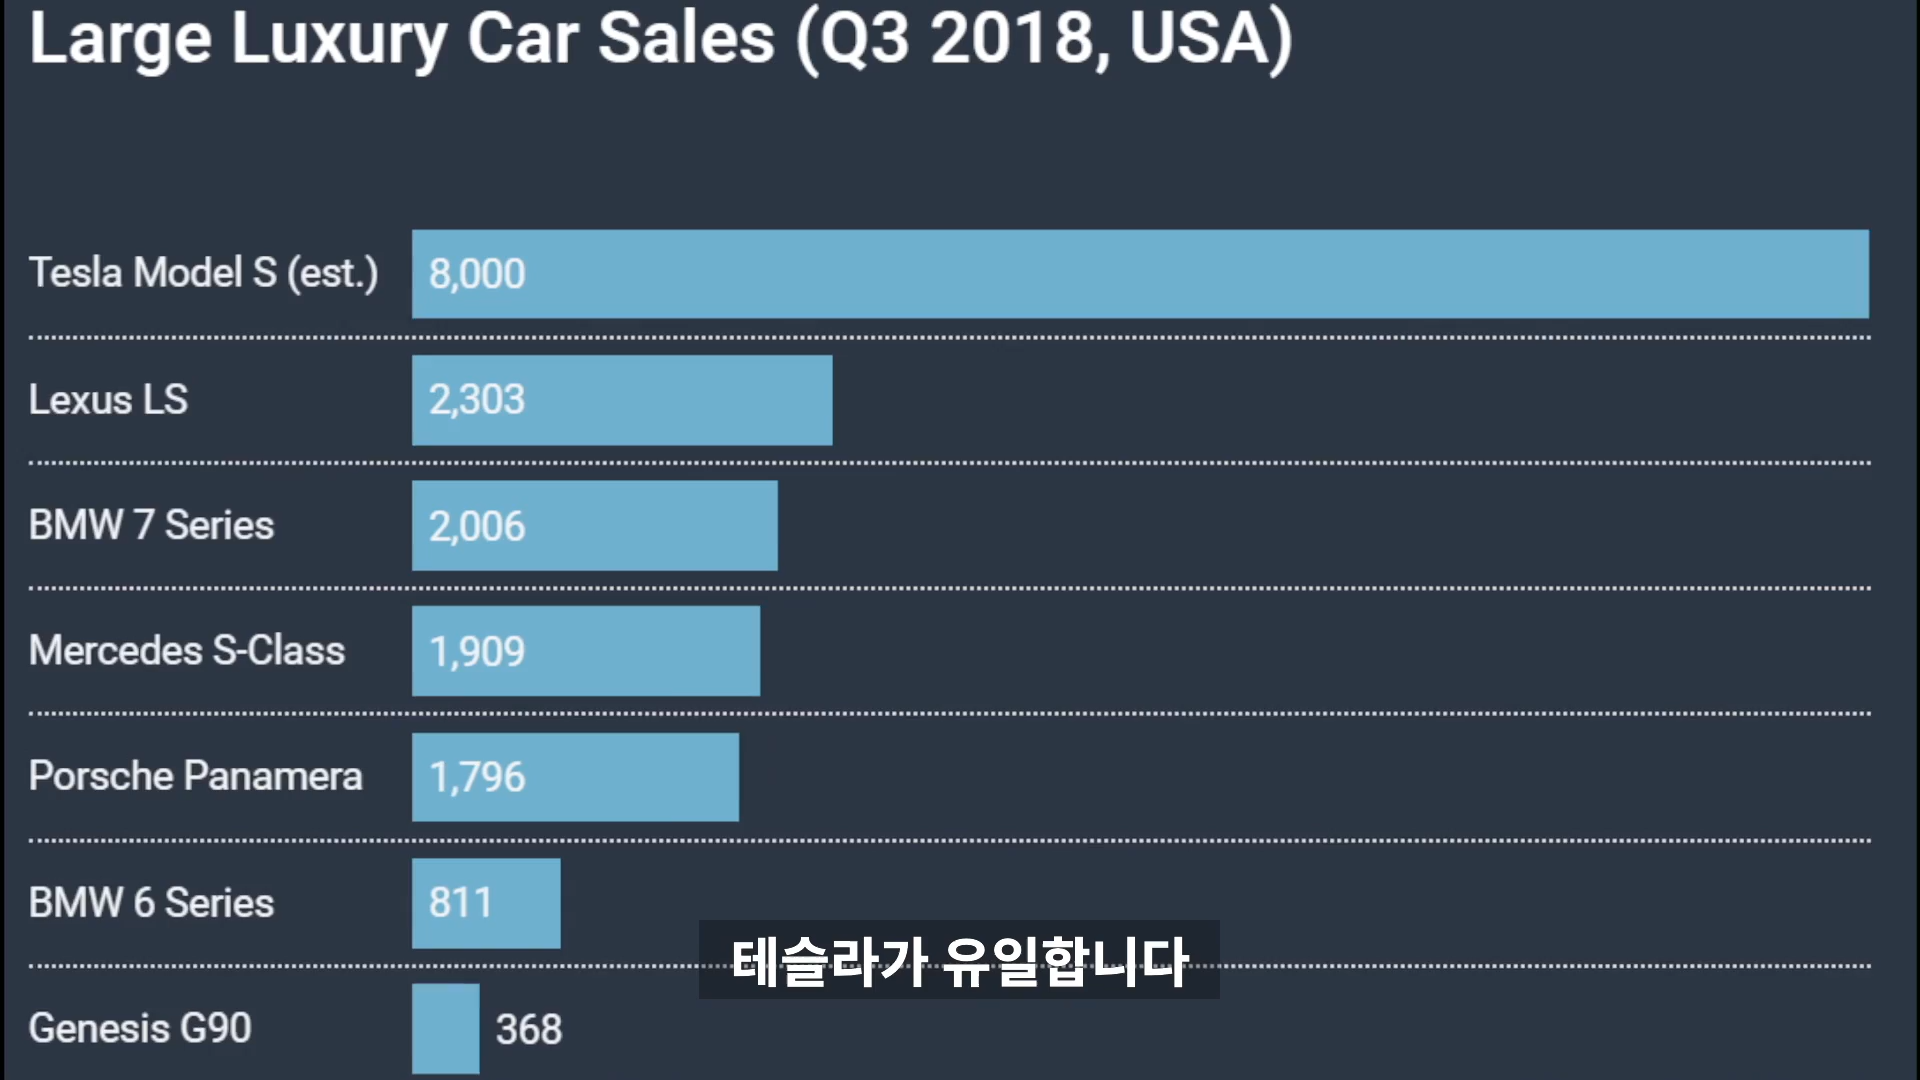 Large Luxury Car Sales (Q3 2018, USA)
Tesla Model S (est.) 8,000
Lexus LS 2,303
BMW 7 Series 2,006
Mercedes S-Class 1,909
Porsche Panamera 1,796
BMW 6 Series 811
테슬라가 유일합니다
Genesis G90 368